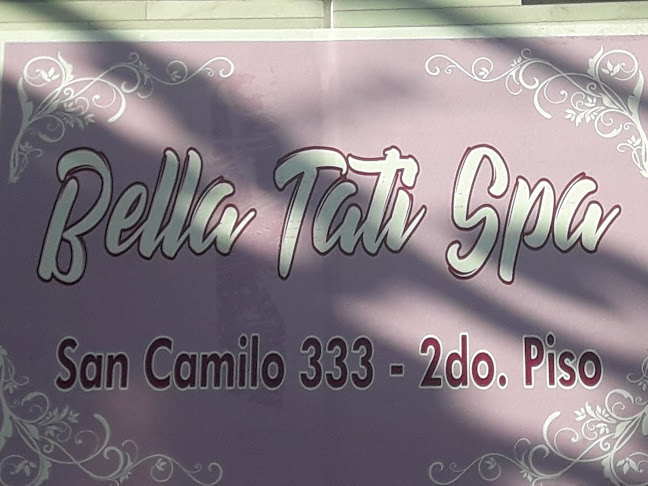 Bella Tati Spa
San Camilo 333 - 2do. Piso